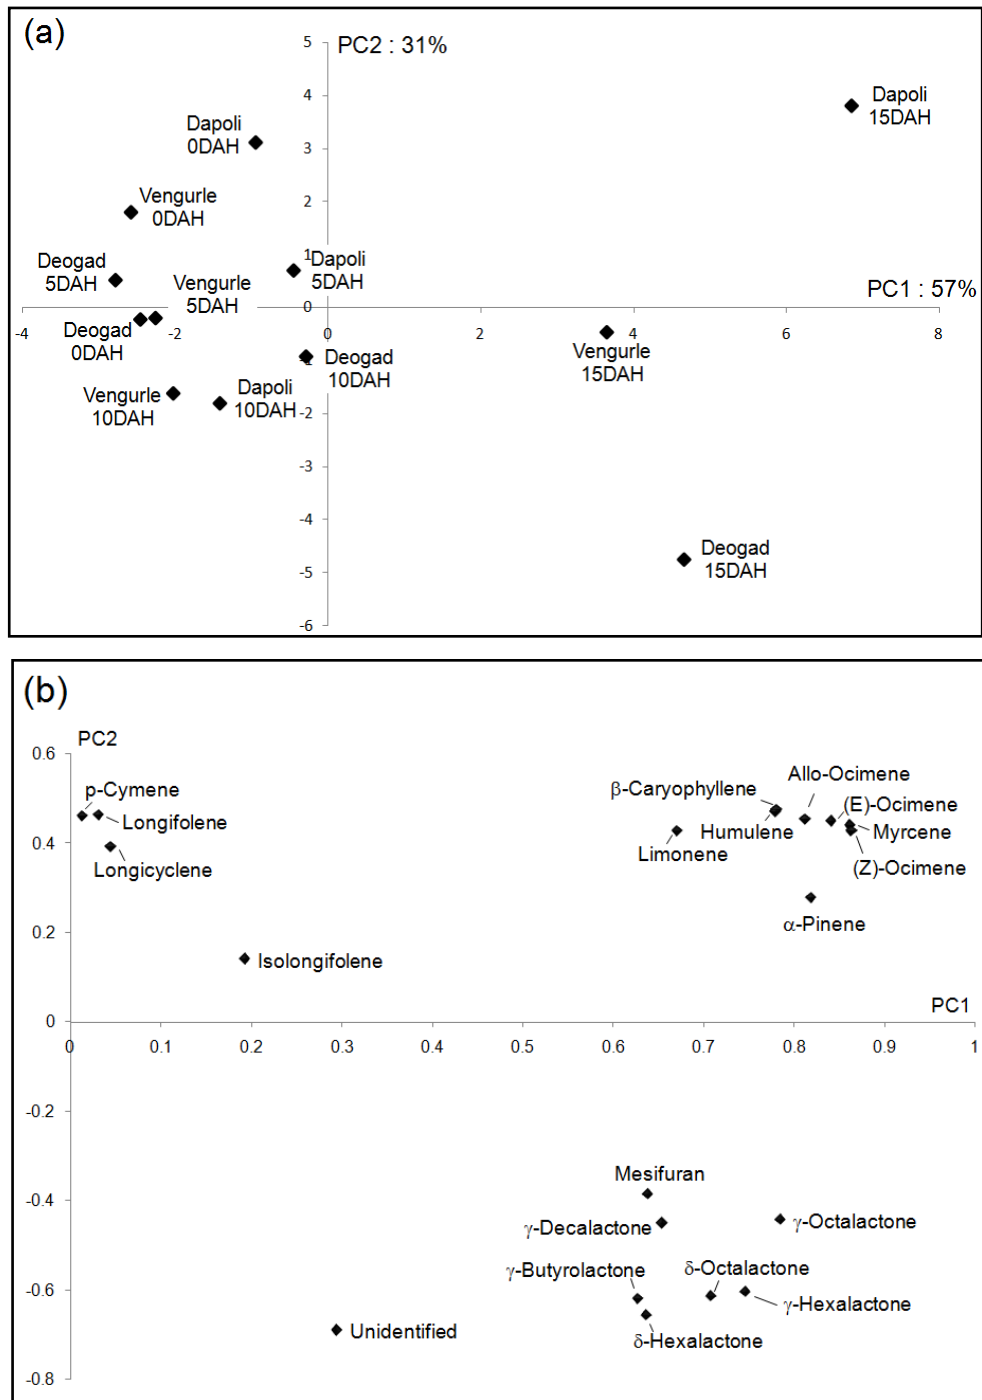 (a)
PC2 : 31%
5
4
3
2
1
0
-1
-2
-3
-4
-5
-6
-4
-2
0
2
4
6
8
PC1 : 57%
Dapoli
15DAH
Dapoli
0DAH
Vengurle
0DAH
Deogad
5DAH
Vengurle
5DAH
Dapoli
5DAH
Deogad
0DAH
Deogad
10DAH
Vengurle
15DAH
Vengurle
10DAH
Dapoli
10DAH
Deogad
15DAH
(b)
PC2
0.6
0.4
0.2
0
-0.2
-0.4
-0.6
-0.8
0
0.1
0.2
0.3
0.4
0.5
0.6
0.7
0.8
0.9
1
PC1
p-Cymene
Longifolene
Longicyclene
Isolongifolene
Allo-Ocimene
β-Caryophyllene
(E)-Ocimene
Humulene
Myrcene
Limonene
(Z)-Ocimene
α-Pinene
Mesifuran
γ-Decalactone
γ-Octalactone
γ-Butyrolactone
δ-Octalactone
γ-Hexalactone
δ-Hexalactone
Unidentified